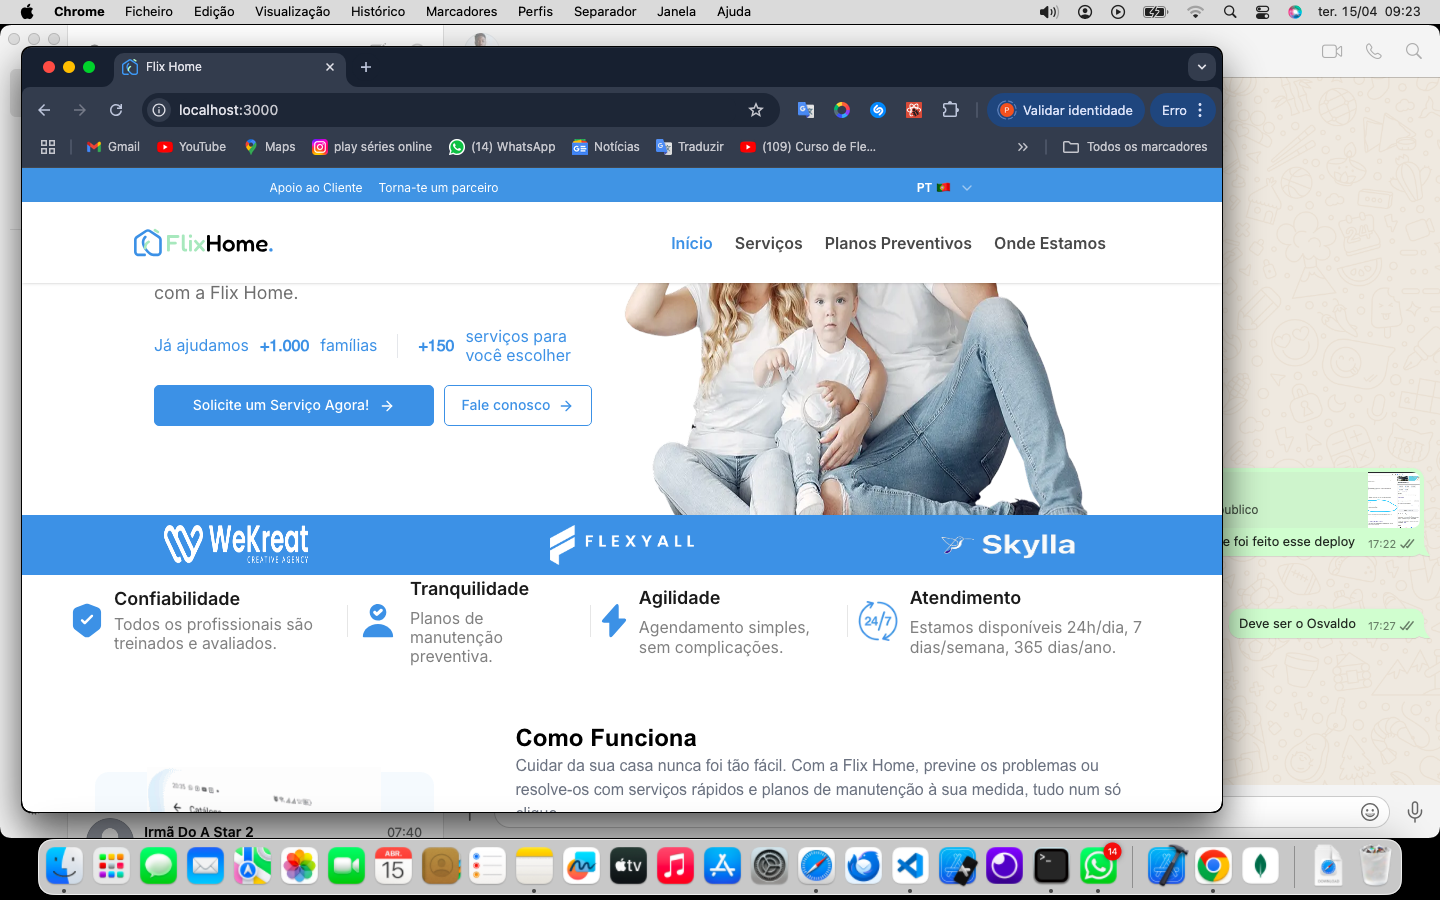 Chrome Ficheiro Edição Visualização Histórico Marcadores Perfis Separador Janela Ajuda ter. 15/04 09:23
Flix Home
localhost:3000 Validar identidade Erro
Gmail YouTube Maps play séries online (14) WhatsApp Notícias Traduzir (109) Curso de Fle... Todos os marcadores
Apoio ao Cliente Torna-te um parceiro PT
FlixHome. Início Serviços Planos Preventivos Onde Estamos
com a Flix Home.
Já ajudamos +1.000 famílias +150 serviços para
você escolher
Solicite um Serviço Agora! Fale conosco
WeKreat
CREATIVE AGENCY
FLEXYALL
Skylla
Confiabilidade
Todos os profissionais são
treinados e avaliados.
Tranquilidade
Planos de
manutenção
preventiva.
Agilidade
Agendamento simples,
sem complicações.
24/7
Atendimento
Estamos disponíveis 24h/dia, 7
dias/semana, 365 dias/ano.
Como Funciona
Cuidar da sua casa nunca foi tão fácil. Com a Flix Home, previne os problemas ou
resolve-os com serviços rápidos e planos de manutenção à sua medida, tudo num só
clique
Catálogo
publico
e foi feito esse deploy 17:22
Deve ser o Osvaldo 17:27
Irmã Do A Star 2 07:40
ABR.
15
tv
14